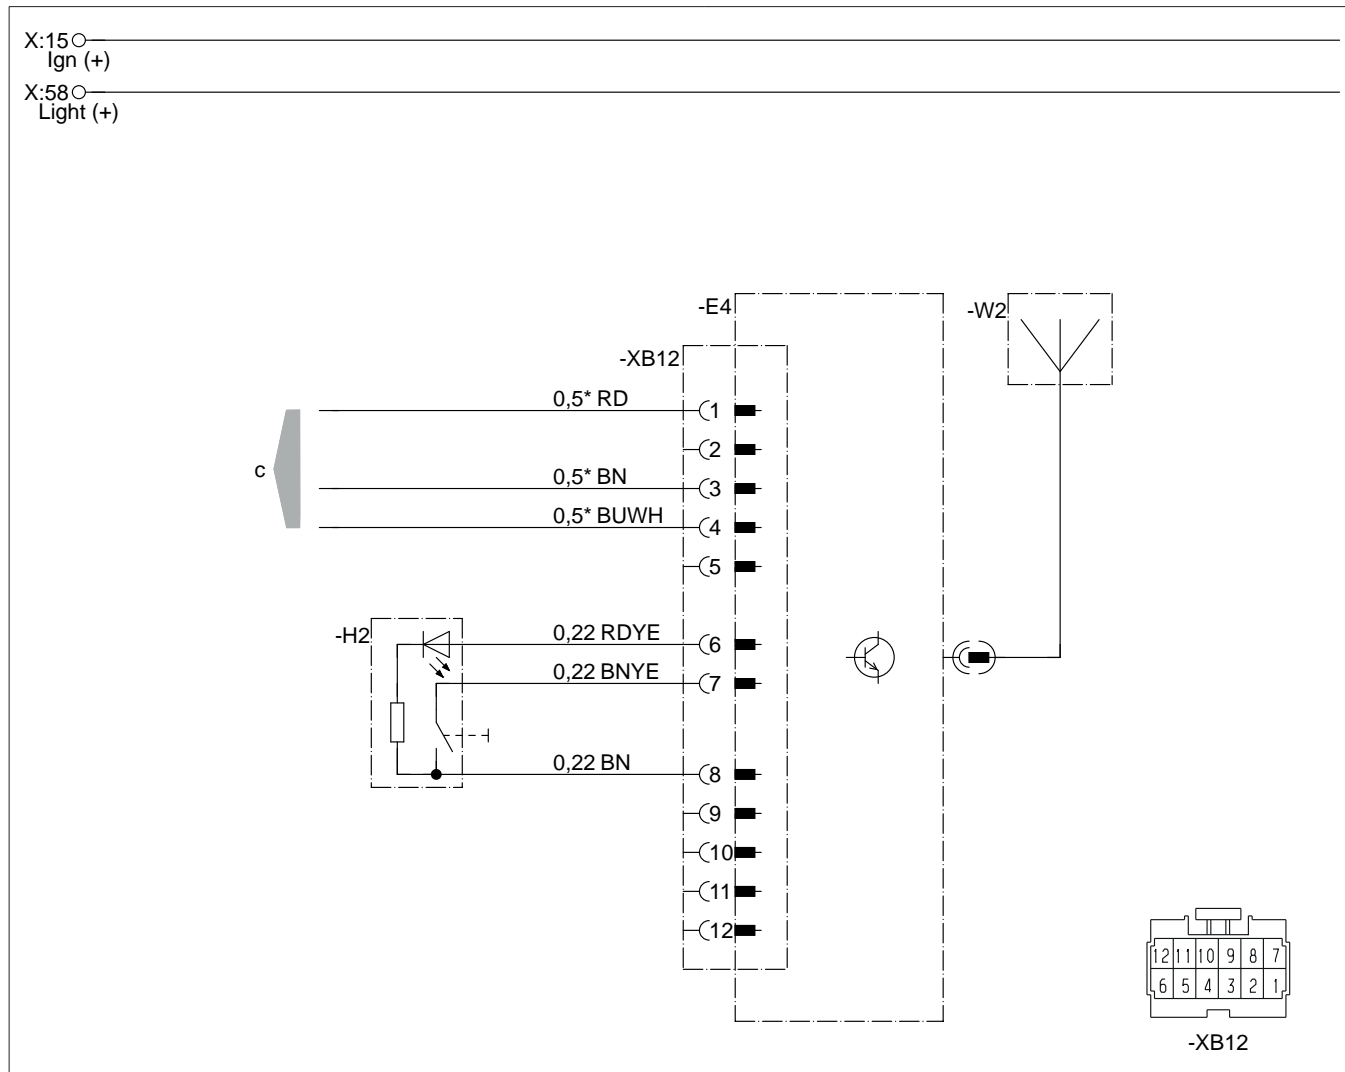 X:15
Ign (+)
X:58
Light (+)
-E4
-W2
-XB12
0,5* RD
1
2
c
0,5* BN
3
0,5* BUWH
4
5
-H2
0,22 RDYE
6
0,22 BNYE
7
0,22 BN
8
9
10
11
12
12 11 10 9 8 7
6 5 4 3 2 1
-XB12